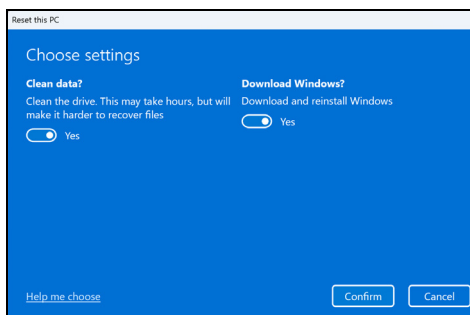 Reset this PC
Choose settings
Clean data?
Clean the drive. This may take hours, but will
make it harder to recover files
Yes
Download Windows?
Download and reinstall Windows
Yes
Help me choose
Confirm
Cancel